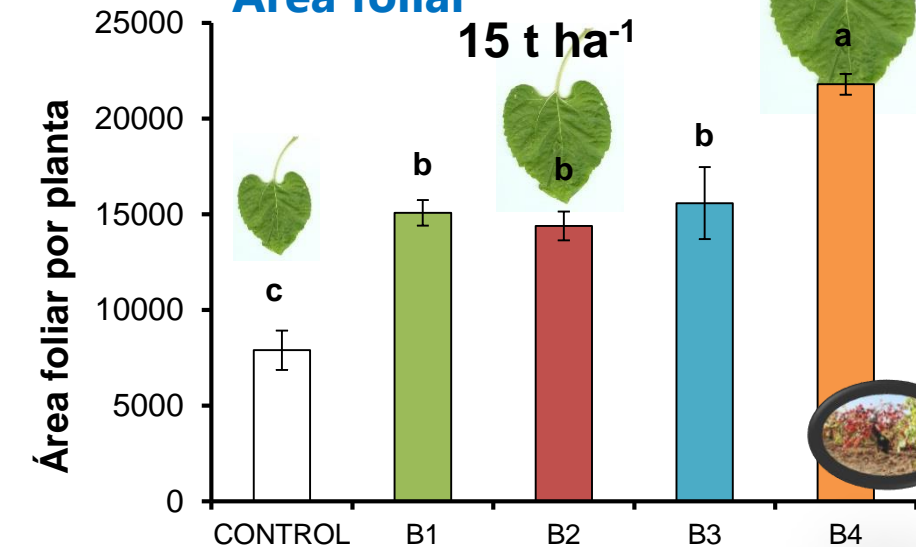 Área foliar
15 t ha⁻¹
Área foliar por planta
25000
20000
15000
10000
5000
0
c
b
b
b
a
CONTROL B1 B2 B3 B4